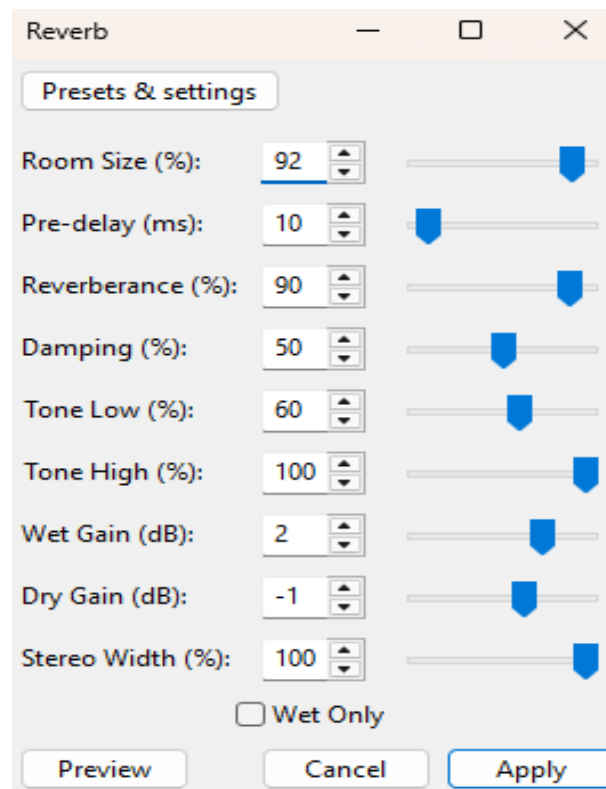 Reverb
Presets & settings
Room Size (%): 92
Pre-delay (ms): 10
Reverberance (%): 90
Damping (%): 50
Tone Low (%): 60
Tone High (%): 100
Wet Gain (dB): 2
Dry Gain (dB): -1
Stereo Width (%): 100
Wet Only
Preview Cancel Apply